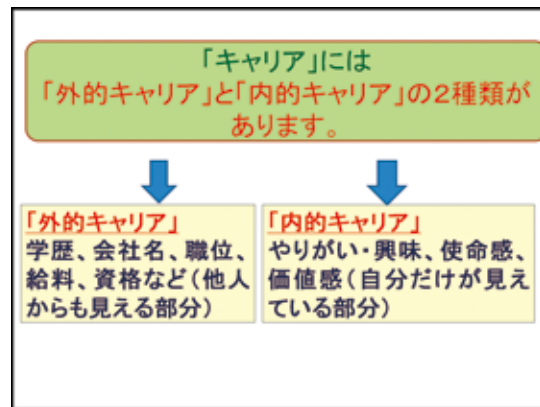 「キャリア」には
「外的キャリア」と「内的キャリア」の2種類が
あります。
「外的キャリア」
学歴、会社名、職位、
給料、資格など（他人
からも見える部分）
「内的キャリア」
やりがい・興味、使命感、
価値感（自分だけが見え
ている部分）